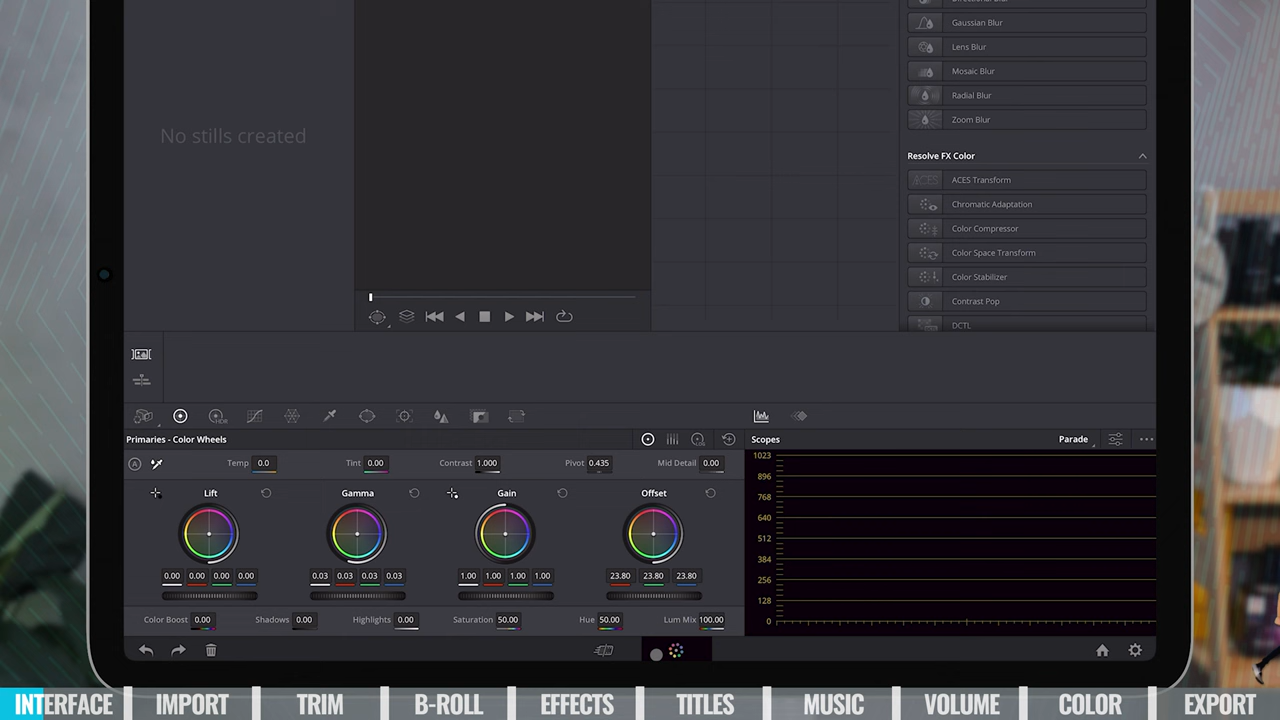 Gaussian Blur
Lens Blur
Mosaic Blur
Radial Blur
Zoom Blur
No stills created
Resolve FX Color
ACES
ACES Transform
Chromatic Adaptation
Color Compressor
Color Space Transform
Color Stabilizer
Contrast Pop
DCTL
HDR
Primaries - Color Wheels
LOG
Scopes
Parade
A
Temp 0.0
Tint 0.00
Contrast 1.000
Pivot 0.435
Mid Detail 0.00
Lift
Gamma
Gain
Offset
0.00 0.00 0.00 0.00
0.03 0.03 0.03 0.03
1.00 1.00 1.00 1.00
23.80 23.80 23.80
Color Boost 0.00
Shadows 0.00
Highlights 0.00
Saturation 50.00
Hue 50.00
Lum Mix 100.00
1023
896
768
640
512
384
256
128
0
INTERFACE
IMPORT
TRIM
B-ROLL
EFFECTS
TITLES
MUSIC
VOLUME
COLOR
EXPORT